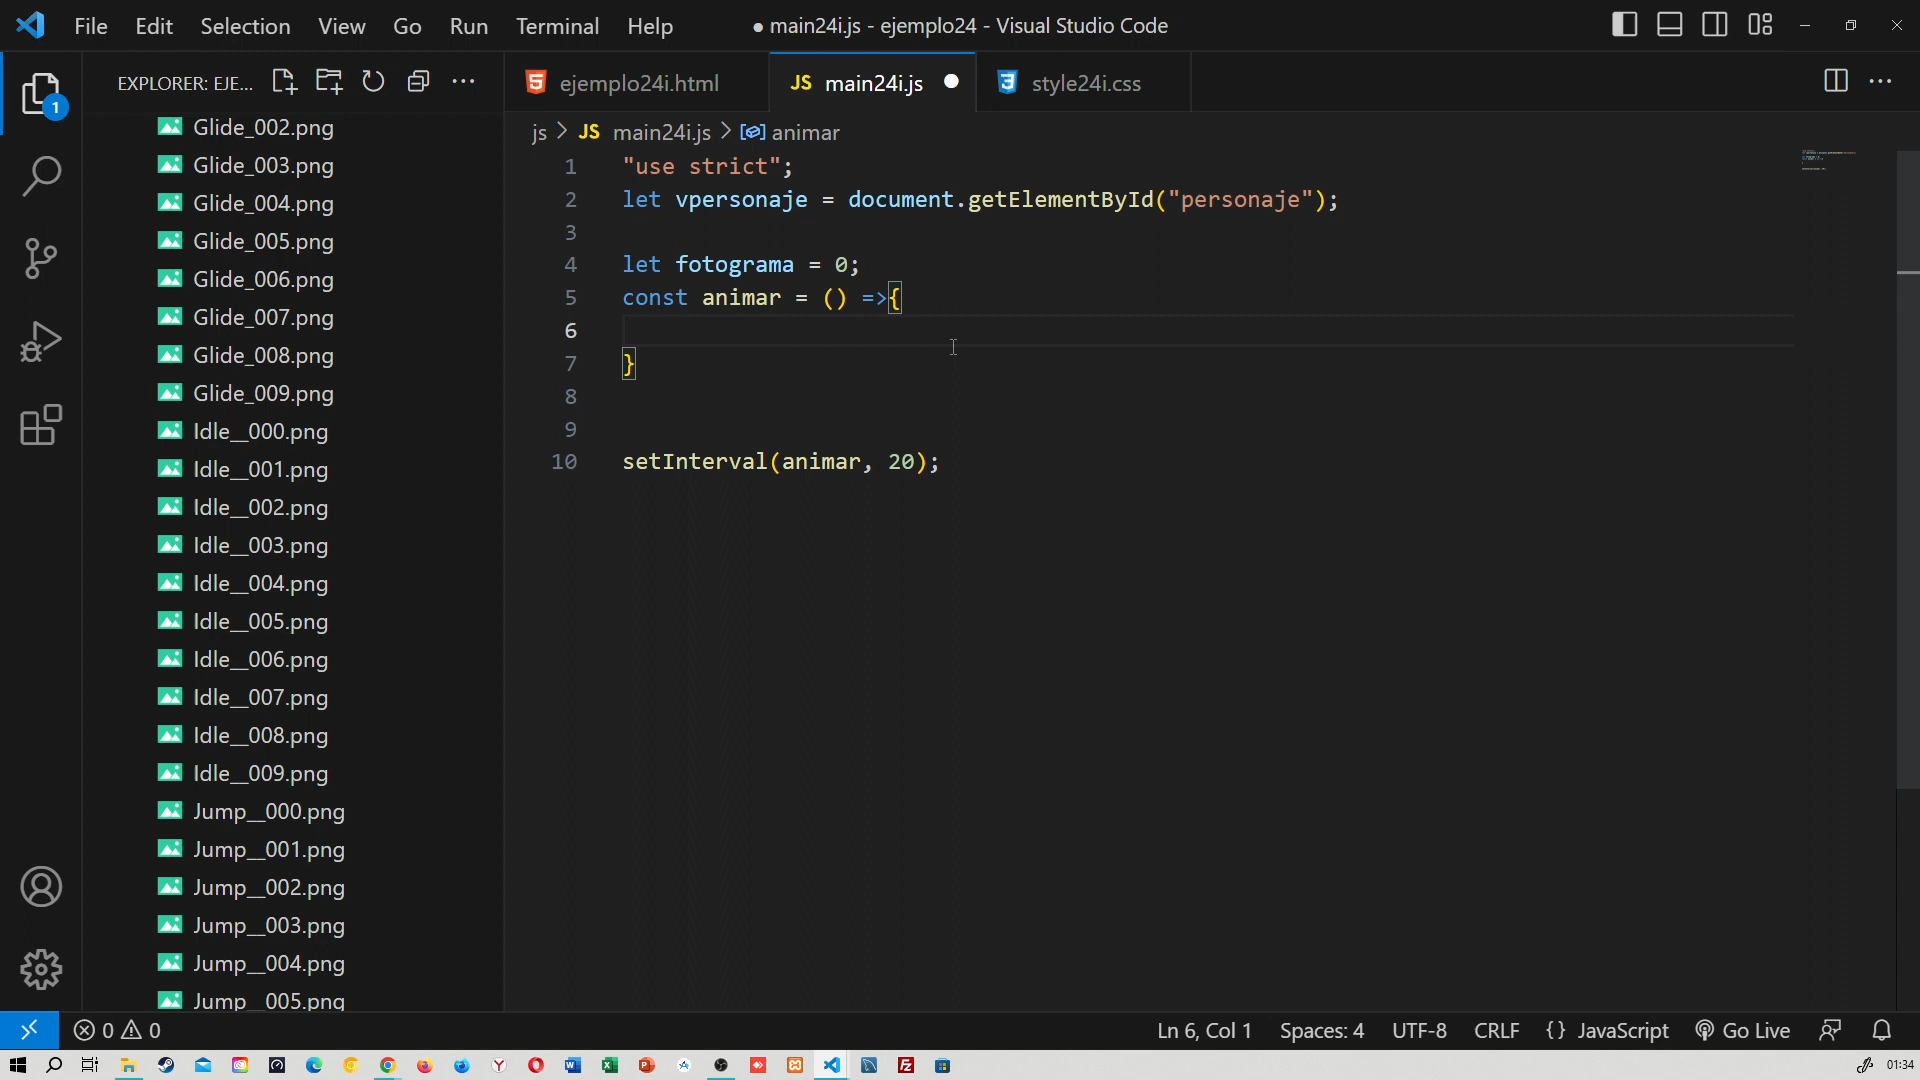 File Edit Selection View Go Run Terminal Help
● main24i.js - ejemplo24 - Visual Studio Code
EXPLORER: EJE...
ejemplo24i.html
JS main24i.js
style24i.css
js > JS main24i.js > animar
1
Glide_002.png
Glide_003.png
Glide_004.png
Glide_005.png
Glide_006.png
Glide_007.png
Glide_008.png
Glide_009.png
Idle__000.png
Idle__001.png
Idle__002.png
Idle__003.png
Idle__004.png
Idle__005.png
Idle__006.png
Idle__007.png
Idle__008.png
Idle__009.png
Jump__000.png
Jump__001.png
Jump__002.png
Jump__003.png
Jump__004.png
Jump__005.png
1 "use strict";
2 let vpersonaje = document.getElementById("personaje");
3
4 let fotograma = 0;
5 const animar = () =>{
6
7 }
8
9
10 setInterval(animar, 20);
0 0
Ln 6, Col 1 Spaces: 4 UTF-8 CRLF {} JavaScript Go Live
01:34